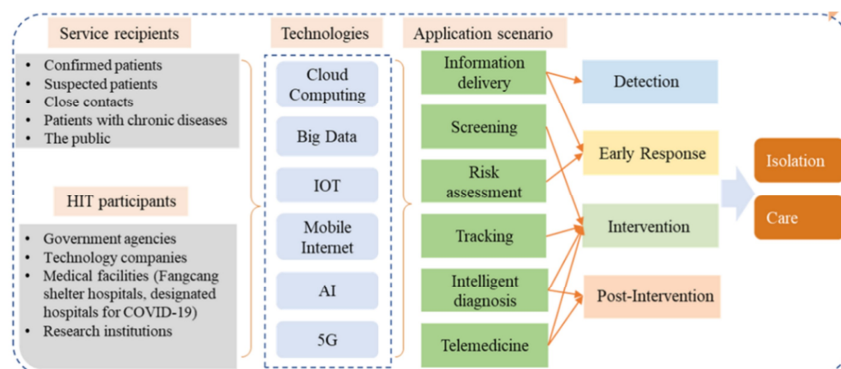 Service recipients
• Confirmed patients
• Suspected patients
• Close contacts
• Patients with chronic diseases
• The public
HIT participants
• Government agencies
• Technology companies
• Medical facilities (Fangcang
shelter hospitals, designated
hospitals for COVID-19)
• Research institutions
Technologies
Cloud
Computing
Big Data
IOT
Mobile
Internet
AI
5G
Application scenario
Information
delivery
Screening
Risk
assessment
Tracking
Intelligent
diagnosis
Telemedicine
Detection
Early Response
Intervention
Post-Intervention
Isolation
Care